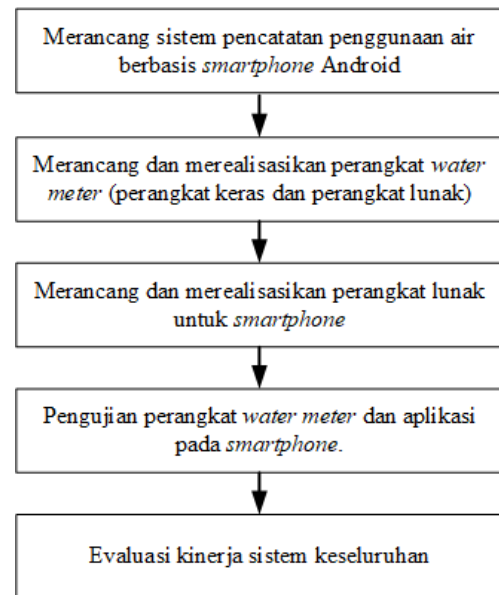 Merancang sistem pencatatan penggunaan air
berbasis smartphone Android
Merancang dan merealisasikan perangkat water
meter (perangkat keras dan perangkat lunak)
Merancang dan merealisasikan perangkat lunak
untuk smartphone
Pengujian perangkat water meter dan aplikasi
pada smartphone.
Evaluasi kinerja sistem keseluruhan